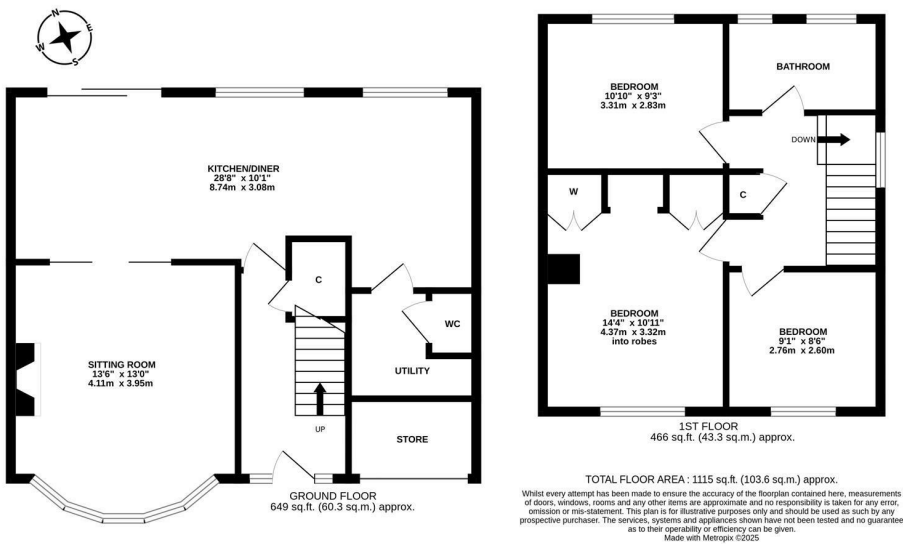 N
E
S
W
KITCHEN/DINER
28'8" x 10'1"
8.74m x 3.08m
C
WC
SITTING ROOM
13'6" x 13'0"
4.11m x 3.95m
UTILITY
UP
STORE
GROUND FLOOR
649 sq.ft. (60.3 sq.m.) approx.
BEDROOM
10'10" x 9'3"
3.31m x 2.83m
BATHROOM
DOWN
W
C
BEDROOM
14'4" x 10'11"
4.37m x 3.32m
into robes
BEDROOM
9'1" x 8'6"
2.76m x 2.60m
1ST FLOOR
466 sq.ft. (43.3 sq.m.) approx.
TOTAL FLOOR AREA : 1115 sq.ft. (103.6 sq.m.) approx.
Whilst every attempt has been made to ensure the accuracy of the floorplan contained here, measurements
of doors, windows, rooms and any other items are approximate and no responsibility is taken for any error,
omission or mis-statement. This plan is for illustrative purposes only and should be used as such by any
prospective purchaser. The services, systems and appliances shown have not been tested and no guarantee
as to their operability or efficiency can be given.
Made with Metropix ©2025